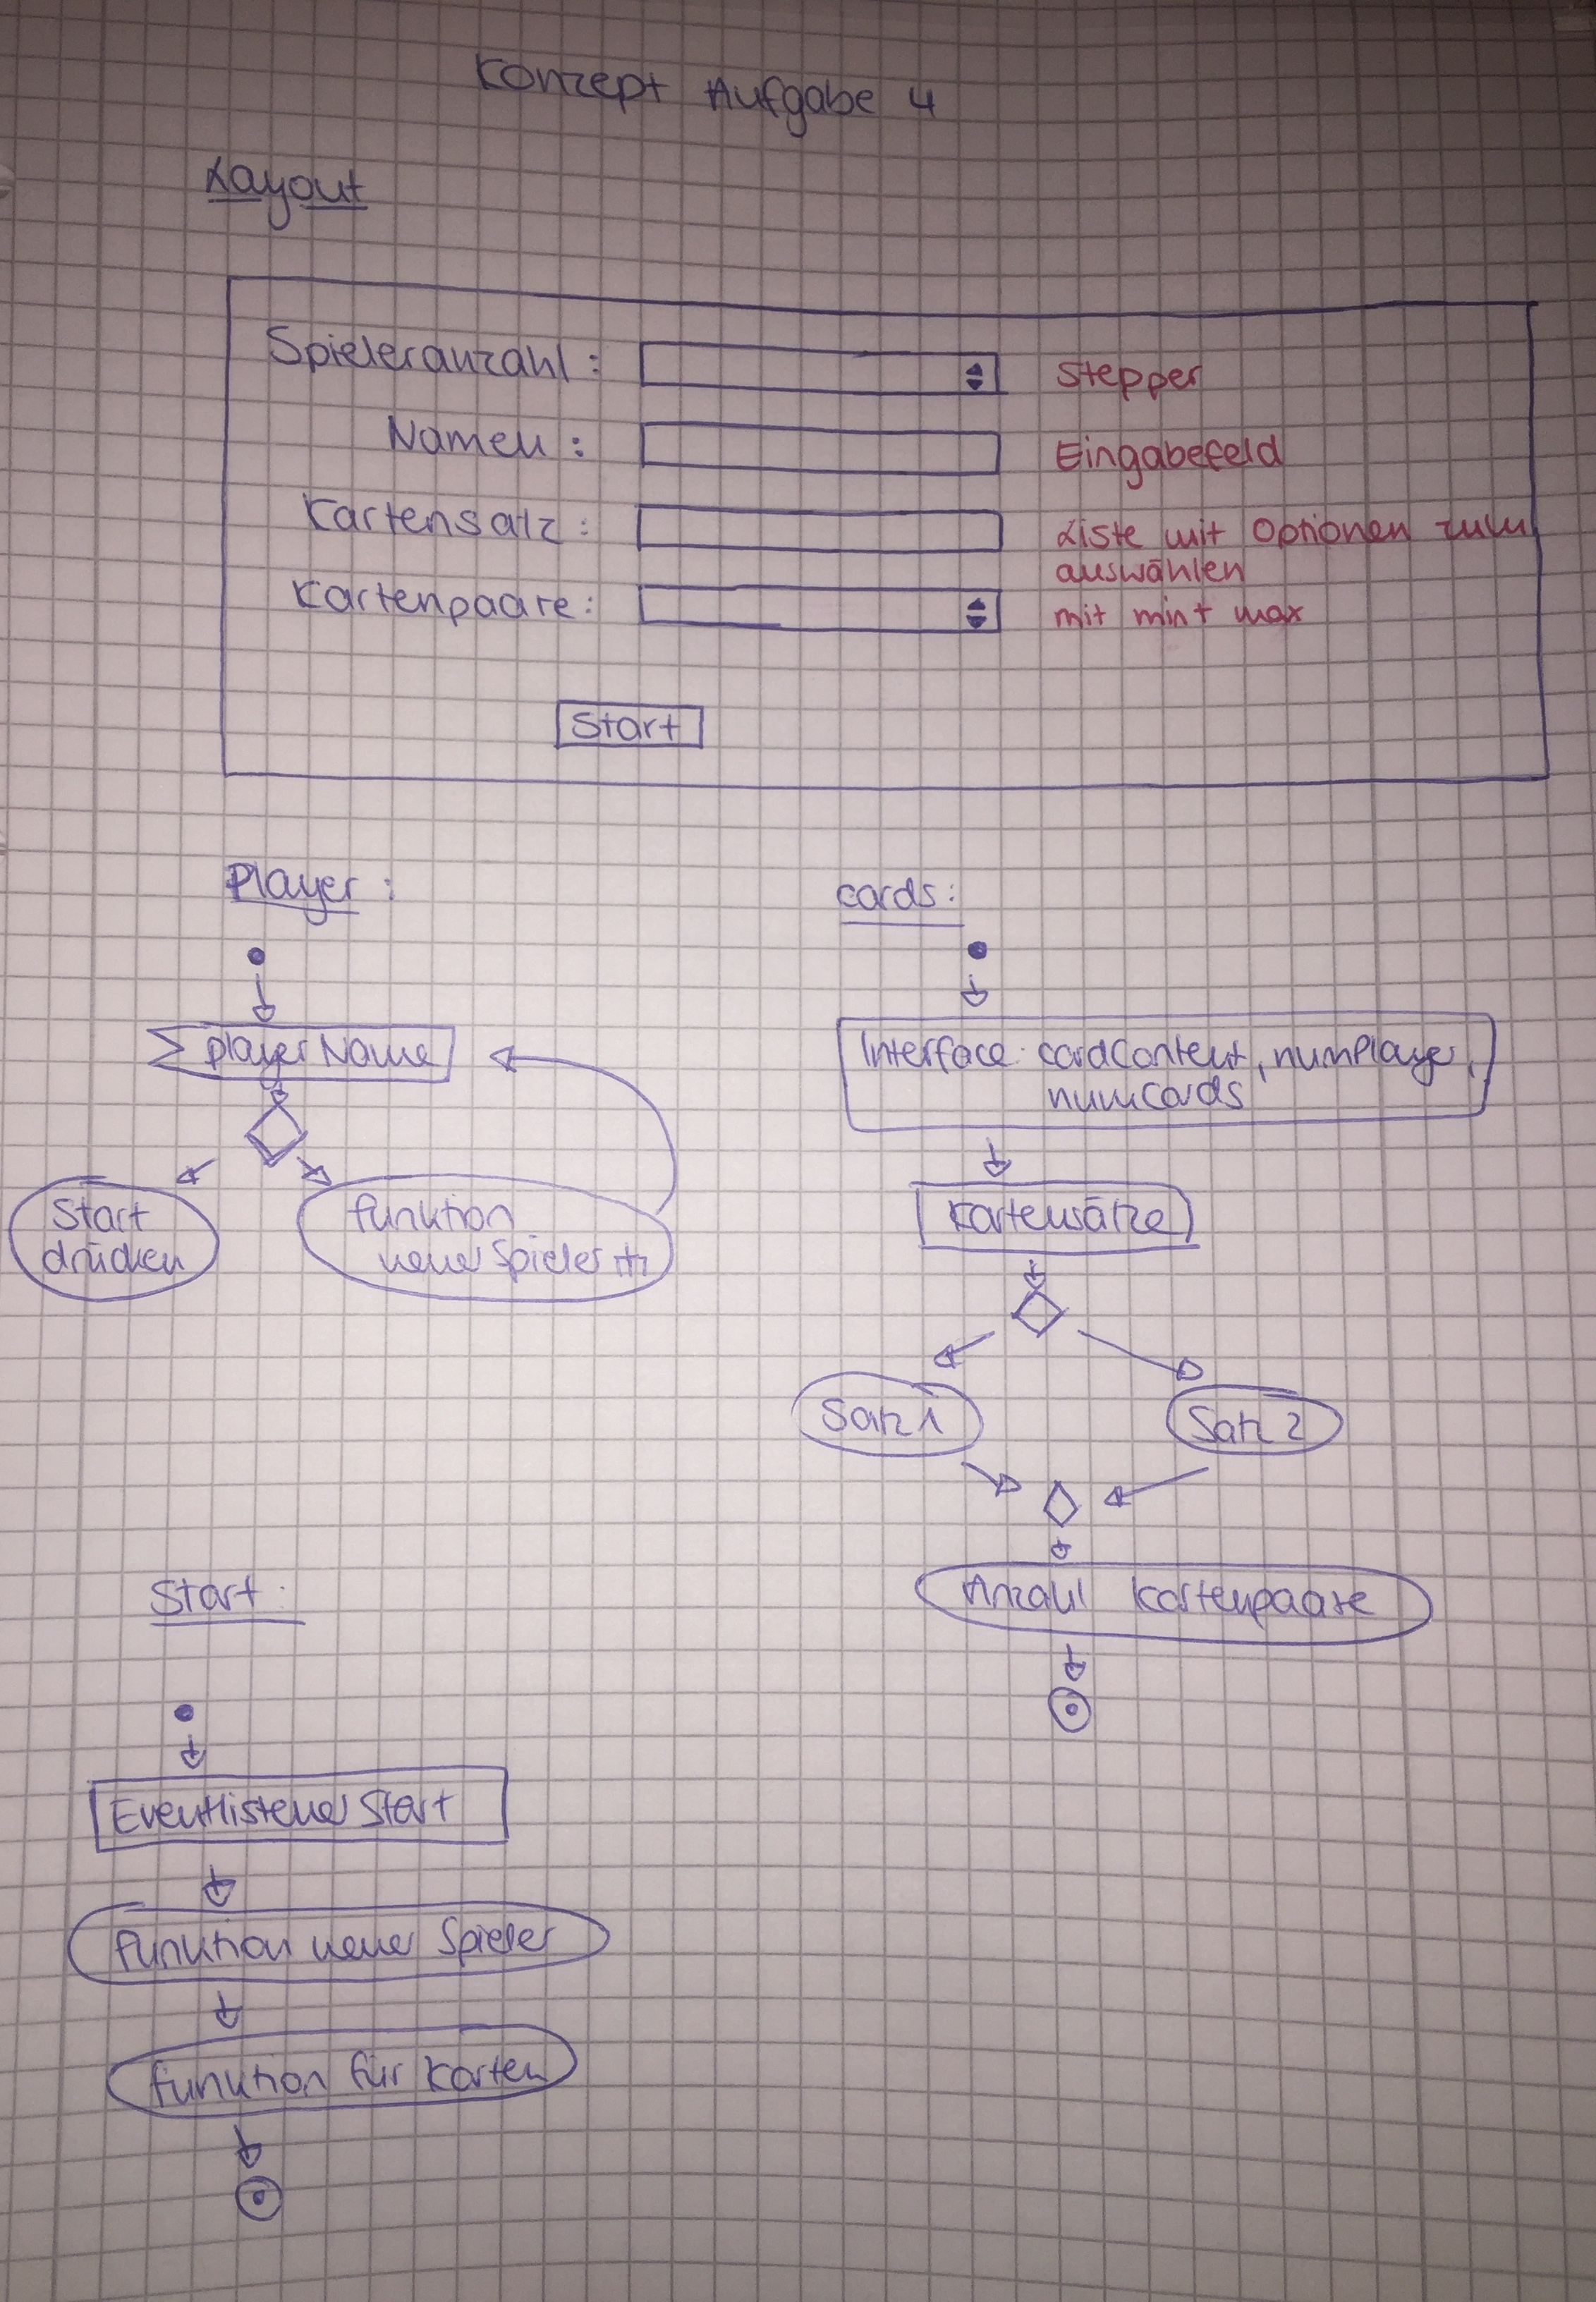 Konzept Aufgabe 4
Layout
Spieleranzahl :
Stepper
Namen :
Eingabefeld
Kartensatz :
Liste mit Optionen zum
auswählen
Kartenpaare :
mit min + max
Start
Player :
playerName
Start
drücken
funktion
neue Spieler ++
cards :
Interface : cardContent, numPlayer,
numCards
Kartensätze
Satz 1
Satz 2
Anzahl Kartenpaare
Start :
Eventlistener Start
funktion neue Spieler
funktion für Karten